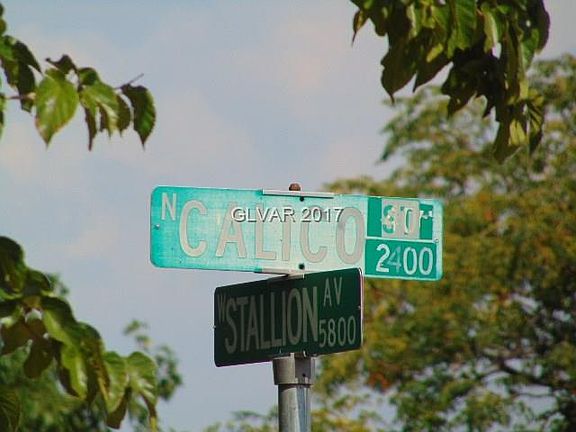 N CALICO
2400
GLVAR 2017
W STALLION AV
5800